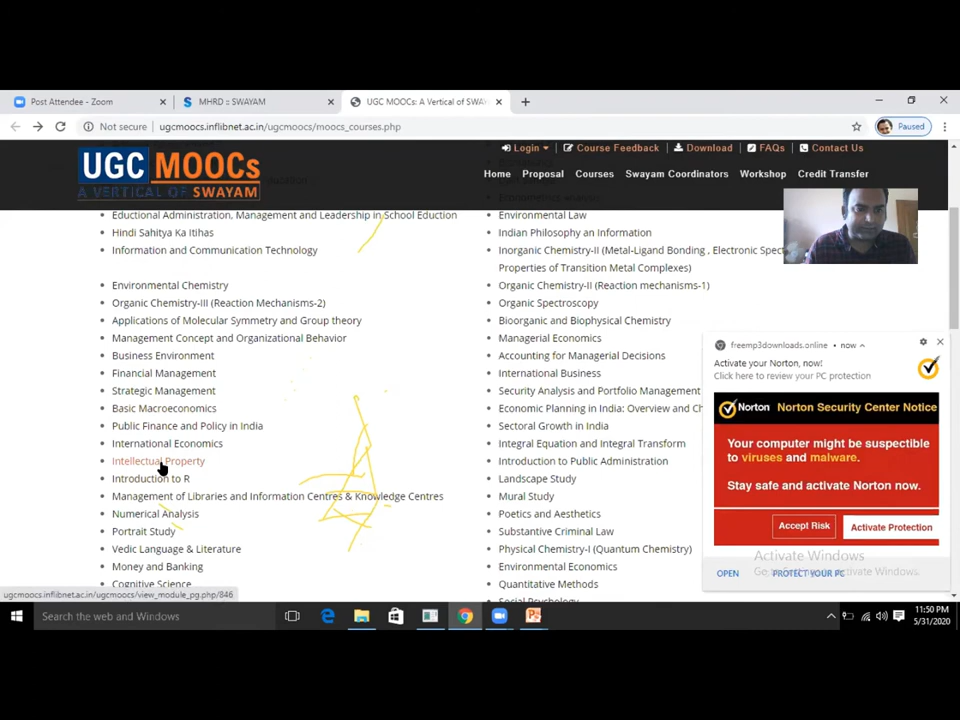 Post Attendee - Zoom
MHRD :: SWAYAM
UGC MOOCs: A Vertical of SWAY
Not secure
ugcmoocs.inflibnet.ac.in/ugcmoocs/moocs_courses.php
Paused
Login
Course Feedback
Download
FAQs
Contact Us
UGC MOOCs
A VERTICAL OF SWAYAM
Home
Proposal
Courses
Swayam Coordinators
Workshop
Credit Transfer
Eductional Administration, Management and Leadership in School Eduction
Hindi Sahitya Ka Itihas
Information and Communication Technology
Environmental Chemistry
Organic Chemistry-III (Reaction Mechanisms-2)
Applications of Molecular Symmetry and Group theory
Management Concept and Organizational Behavior
Business Environment
Financial Management
Strategic Management
Basic Macroeconomics
Public Finance and Policy in India
International Economics
Intellectual Property
Introduction to R
Management of Libraries and Information Centres & Knowledge Centres
Numerical Analysis
Portrait Study
Vedic Language & Literature
Money and Banking
Cognitive Science
Environmental Law
Indian Philosophy an Information
Inorganic Chemistry-II (Metal-Ligand Bonding , Electronic Spect
Properties of Transition Metal Complexes)
Organic Chemistry-II (Reaction mechanisms-1)
Organic Spectroscopy
Bioorganic and Biophysical Chemistry
Managerial Economics
Accounting for Managerial Decisions
International Business
Security Analysis and Portfolio Management
Economic Planning in India: Overview and Ch
Sectoral Growth in India
Integral Equation and Integral Transform
Introduction to Public Administration
Landscape Study
Mural Study
Poetics and Aesthetics
Substantive Criminal Law
Physical Chemistry-I (Quantum Chemistry)
Environmental Economics
Quantitative Methods
Social Psychology
freemp3downloads.online • now
Activate your Norton, now!
Click here to review your PC protection
Norton
Norton Security Center Notice
Your computer might be suspectible
to viruses and malware.
Stay safe and activate Norton now.
Accept Risk
Activate Protection
Activate Windows
OPEN
PROTECT YOUR PC
ugcmoocs.inflibnet.ac.in/ugcmoocs/view_module_pg.php/846
Search the web and Windows
11:50 PM
5/31/2020